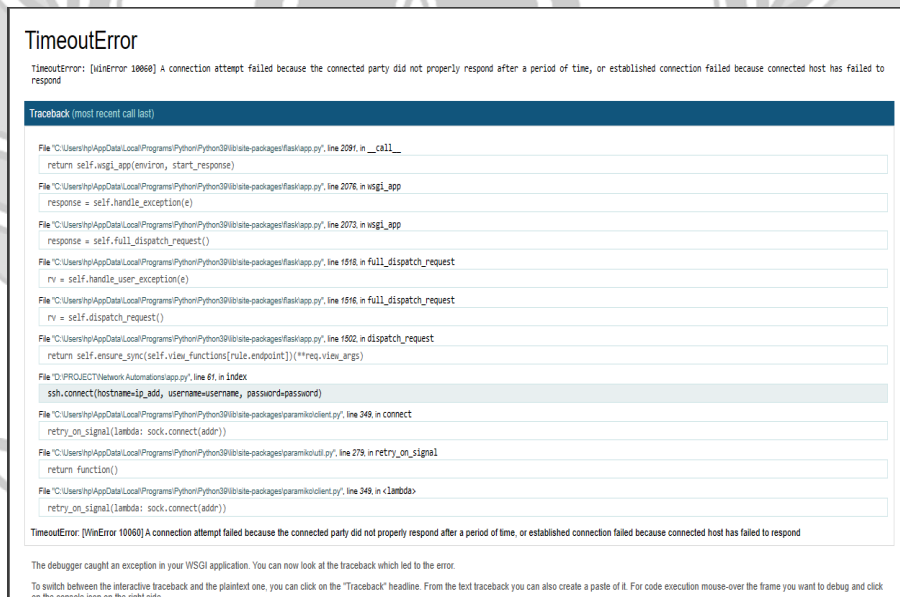 TimeoutError
TimeoutError: [WinError 10060] A connection attempt failed because the connected party did not properly respond after a period of time, or established connection failed because connected host has failed to
respond
Traceback (most recent call last)
File "C:\Users\hp\AppData\Local\Programs\Python\Python39\lib\site-packages\flask\app.py", line 2091, in __call__
return self.wsgi_app(environ, start_response)
File "C:\Users\hp\AppData\Local\Programs\Python\Python39\lib\site-packages\flask\app.py", line 2076, in wsgi_app
response = self.handle_exception(e)
File "C:\Users\hp\AppData\Local\Programs\Python\Python39\lib\site-packages\flask\app.py", line 2073, in wsgi_app
response = self.full_dispatch_request()
File "C:\Users\hp\AppData\Local\Programs\Python\Python39\lib\site-packages\flask\app.py", line 1518, in full_dispatch_request
rv = self.handle_user_exception(e)
File "C:\Users\hp\AppData\Local\Programs\Python\Python39\lib\site-packages\flask\app.py", line 1516, in full_dispatch_request
rv = self.dispatch_request()
File "C:\Users\hp\AppData\Local\Programs\Python\Python39\lib\site-packages\flask\app.py", line 1502, in dispatch_request
return self.ensure_sync(self.view_functions[rule.endpoint])(**req.view_args)
File "D:\PROJECT\Network Automations\app.py", line 61, in index
ssh.connect(hostname=ip_add, username=username, password=password)
File "C:\Users\hp\AppData\Local\Programs\Python\Python39\lib\site-packages\paramiko\client.py", line 349, in connect
retry_on_signal(lambda: sock.connect(addr))
File "C:\Users\hp\AppData\Local\Programs\Python\Python39\lib\site-packages\paramiko\util.py", line 279, in retry_on_signal
return function()
File "C:\Users\hp\AppData\Local\Programs\Python\Python39\lib\site-packages\paramiko\client.py", line 349, in <lambda>
retry_on_signal(lambda: sock.connect(addr))
TimeoutError: [WinError 10060] A connection attempt failed because the connected party did not properly respond after a period of time, or established connection failed because connected host has failed to respond
The debugger caught an exception in your WSGI application. You can now look at the traceback which led to the error.
To switch between the interactive traceback and the plaintext one, you can click on the "Traceback" headline. From the text traceback you can also create a paste of it. For code execution mouse-over the frame you want to debug and click
on the console icon on the right side.